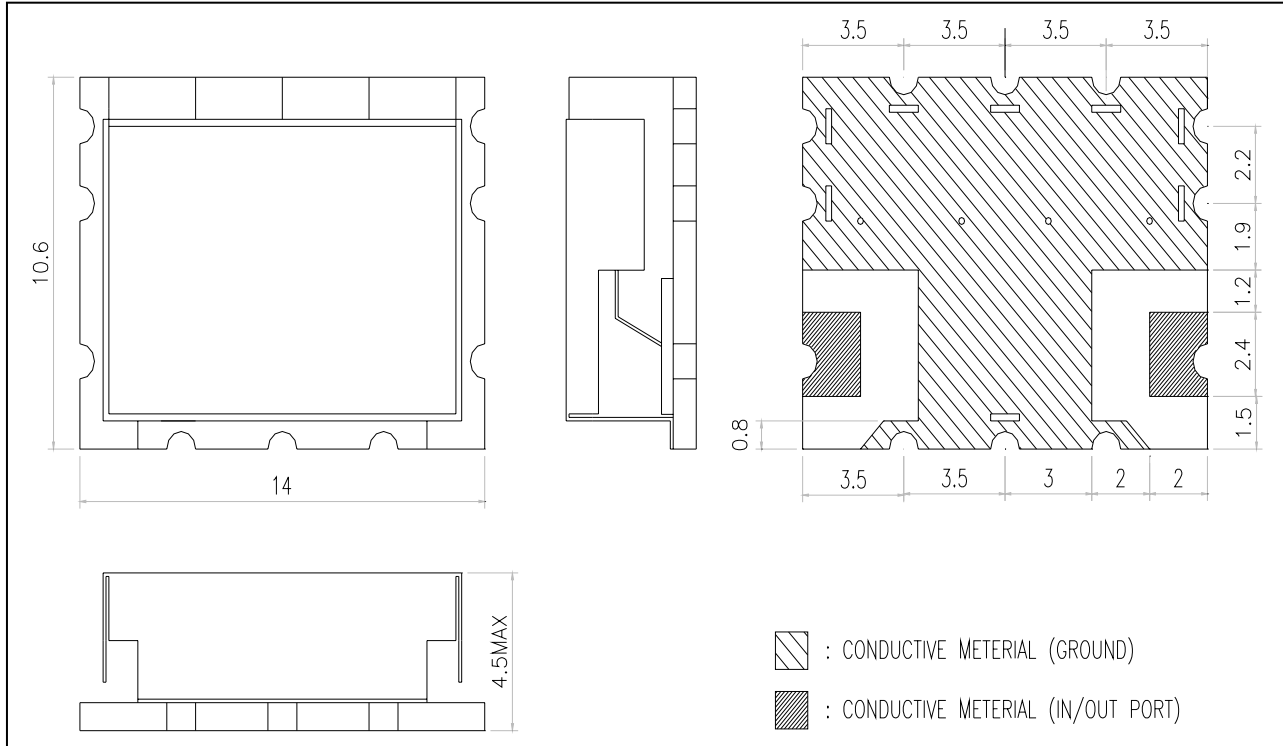 3.5 3.5 3.5 3.5
10.6
2.2
1.9
1.2
2.4
1.5
0.8
14
3.5 3.5 3 2 2
4.5MAX
: CONDUCTIVE METERIAL (GROUND)
: CONDUCTIVE METERIAL (IN/OUT PORT)